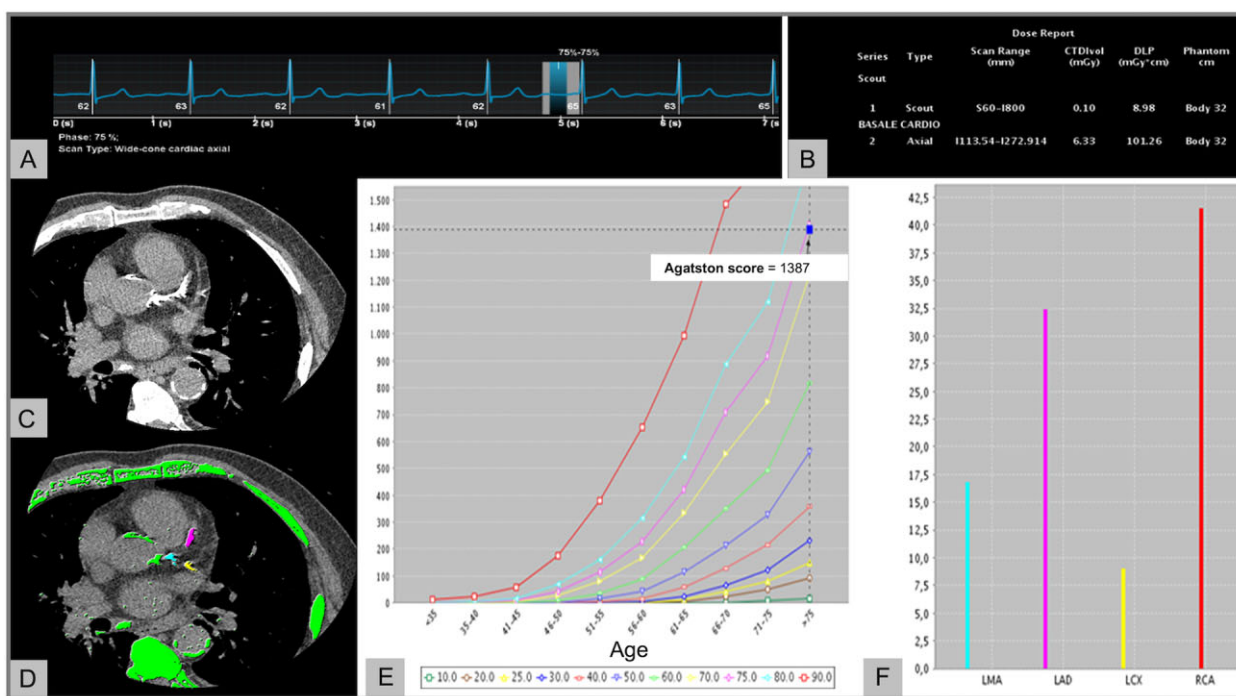 75%-75%
62 63 62 61 62 65 63 65
0 (s) 1 (s) 2 (s) 3 (s) 4 (s) 5 (s) 6 (s) 7 (s)
Phase: 75 %;
Scan Type: Wide-cone cardiac axial
A
Dose Report
Series Type Scan Range (mm) CTDIvol (mGy) DLP (mGy*cm) Phantom cm
Scout
1 Scout S60-I800 0.10 8.98 Body 32
BASALE CARDIO
2 Axial I113.54-I272.914 6.33 101.26 Body 32
B
C
D
1.500
1.400
1.300
1.200
1.100
1.000
900
800
700
600
500
400
300
200
100
0
Agatston score = 1387
<35 35-40 41-45 46-50 51-55 56-60 61-65 66-70 71-75 >75
Age
E
10.0 20.0 25.0 30.0 40.0 50.0 60.0 70.0 75.0 80.0 90.0
42,5
40,0
37,5
35,0
32,5
30,0
27,5
25,0
22,5
20,0
17,5
15,0
12,5
10,0
7,5
5,0
2,5
0,0
LMA LAD LCX RCA
F